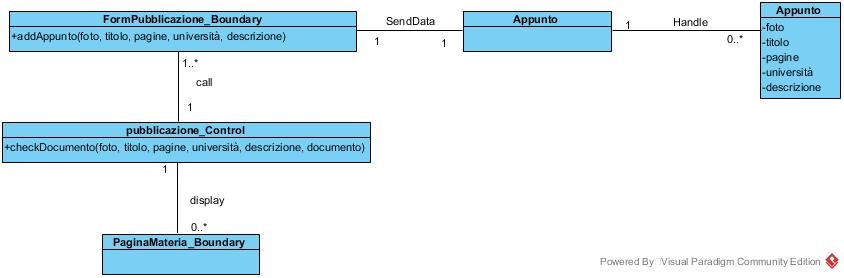 FormPubblicazione_Boundary
+addAppunto(foto, titolo, pagine, università, descrizione)
SendData
1
1
Appunto
1
Handle
0..*
Appunto
-foto
-titolo
-pagine
-università
-descrizione
1..*
call
1
pubblicazione_Control
+checkDocumento(foto, titolo, pagine, università, descrizione, documento)
1
display
0..*
PaginaMateria_Boundary
Powered By Visual Paradigm Community Edition